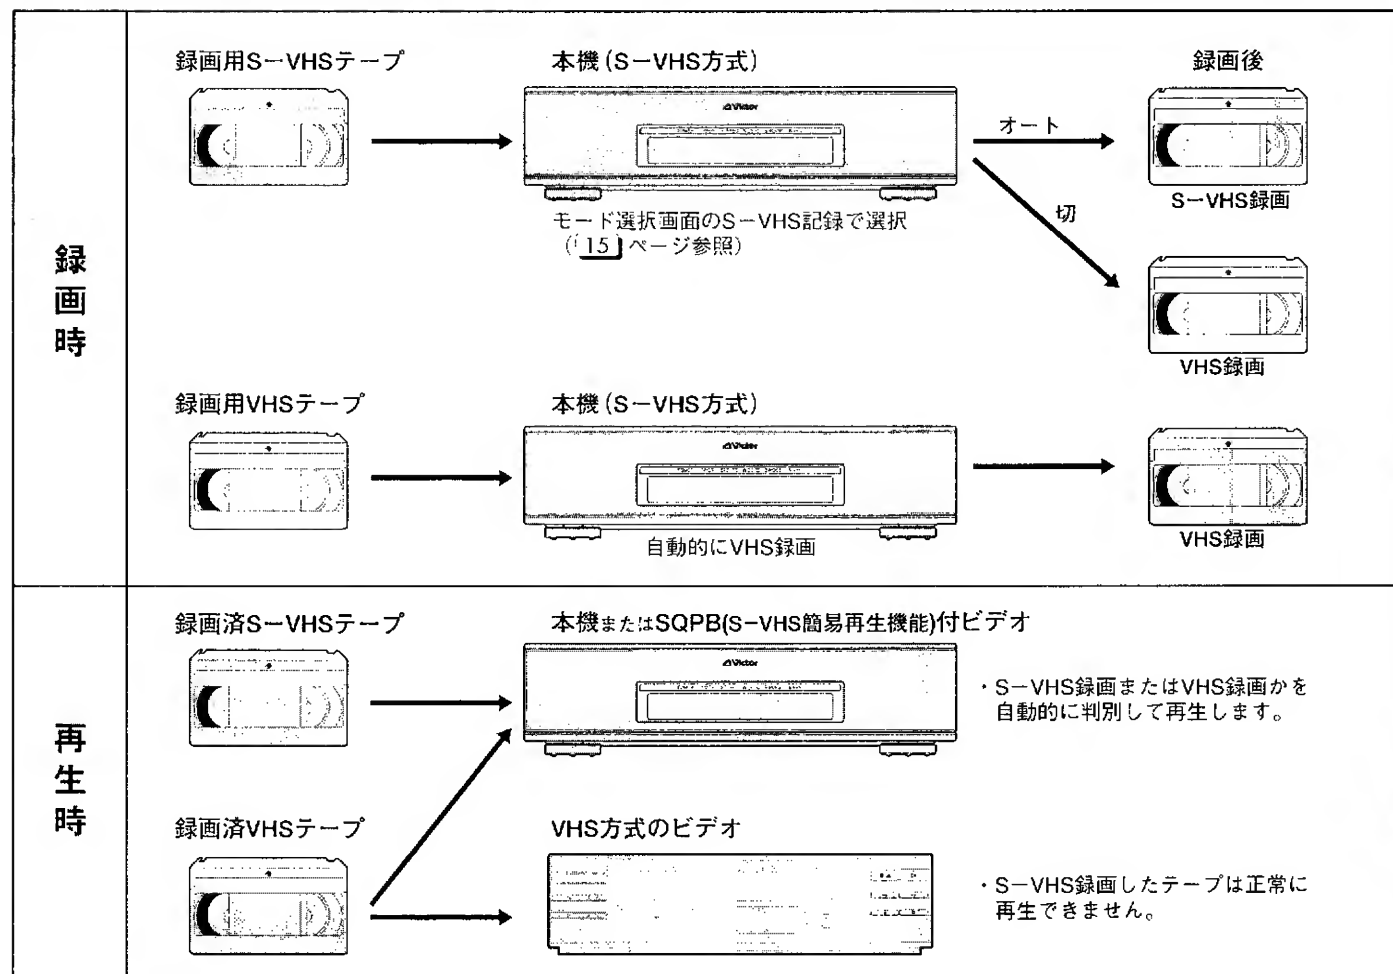 録画時
録画用S-VHSテープ
本機(S-VHS方式)
録画後
Victor
オート
切
S-VHS録画
モード選択画面のS-VHS記録で選択
(15ページ参照)
VHS録画
録画用VHSテープ
本機(S-VHS方式)
Victor
自動的にVHS録画
VHS録画
再生時
録画済S-VHSテープ
本機またはSQPB(S-VHS簡易再生機能)付ビデオ
Victor
・S-VHS録画またはVHS録画かを
自動的に判別して再生します。
録画済VHSテープ
VHS方式のビデオ
・S-VHS録画したテープは正常に
再生できません。